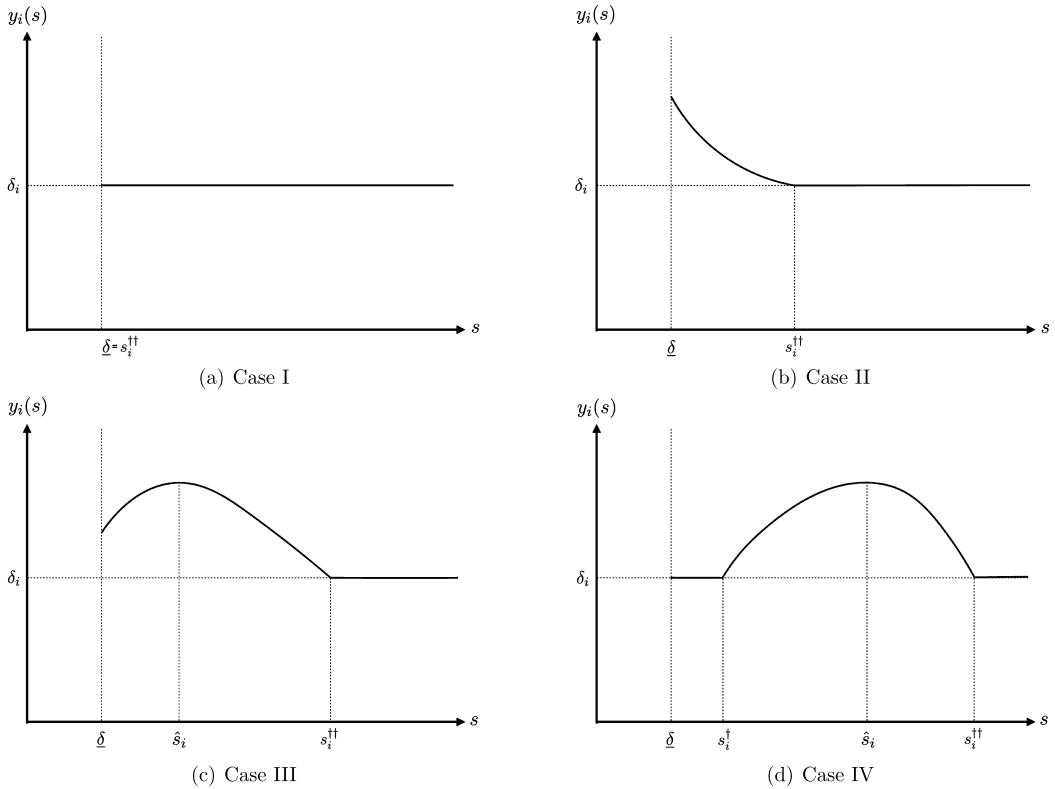 y_i(s)
δ_i
s
δ̲ = s_i^††
(a) Case I
y_i(s)
δ_i
s
δ̲
s_i^††
(b) Case II
y_i(s)
δ_i
s
δ̲
ŝ_i
s_i^††
(c) Case III
y_i(s)
δ_i
s
δ̲
s_i^†
ŝ_i
s_i^††
(d) Case IV